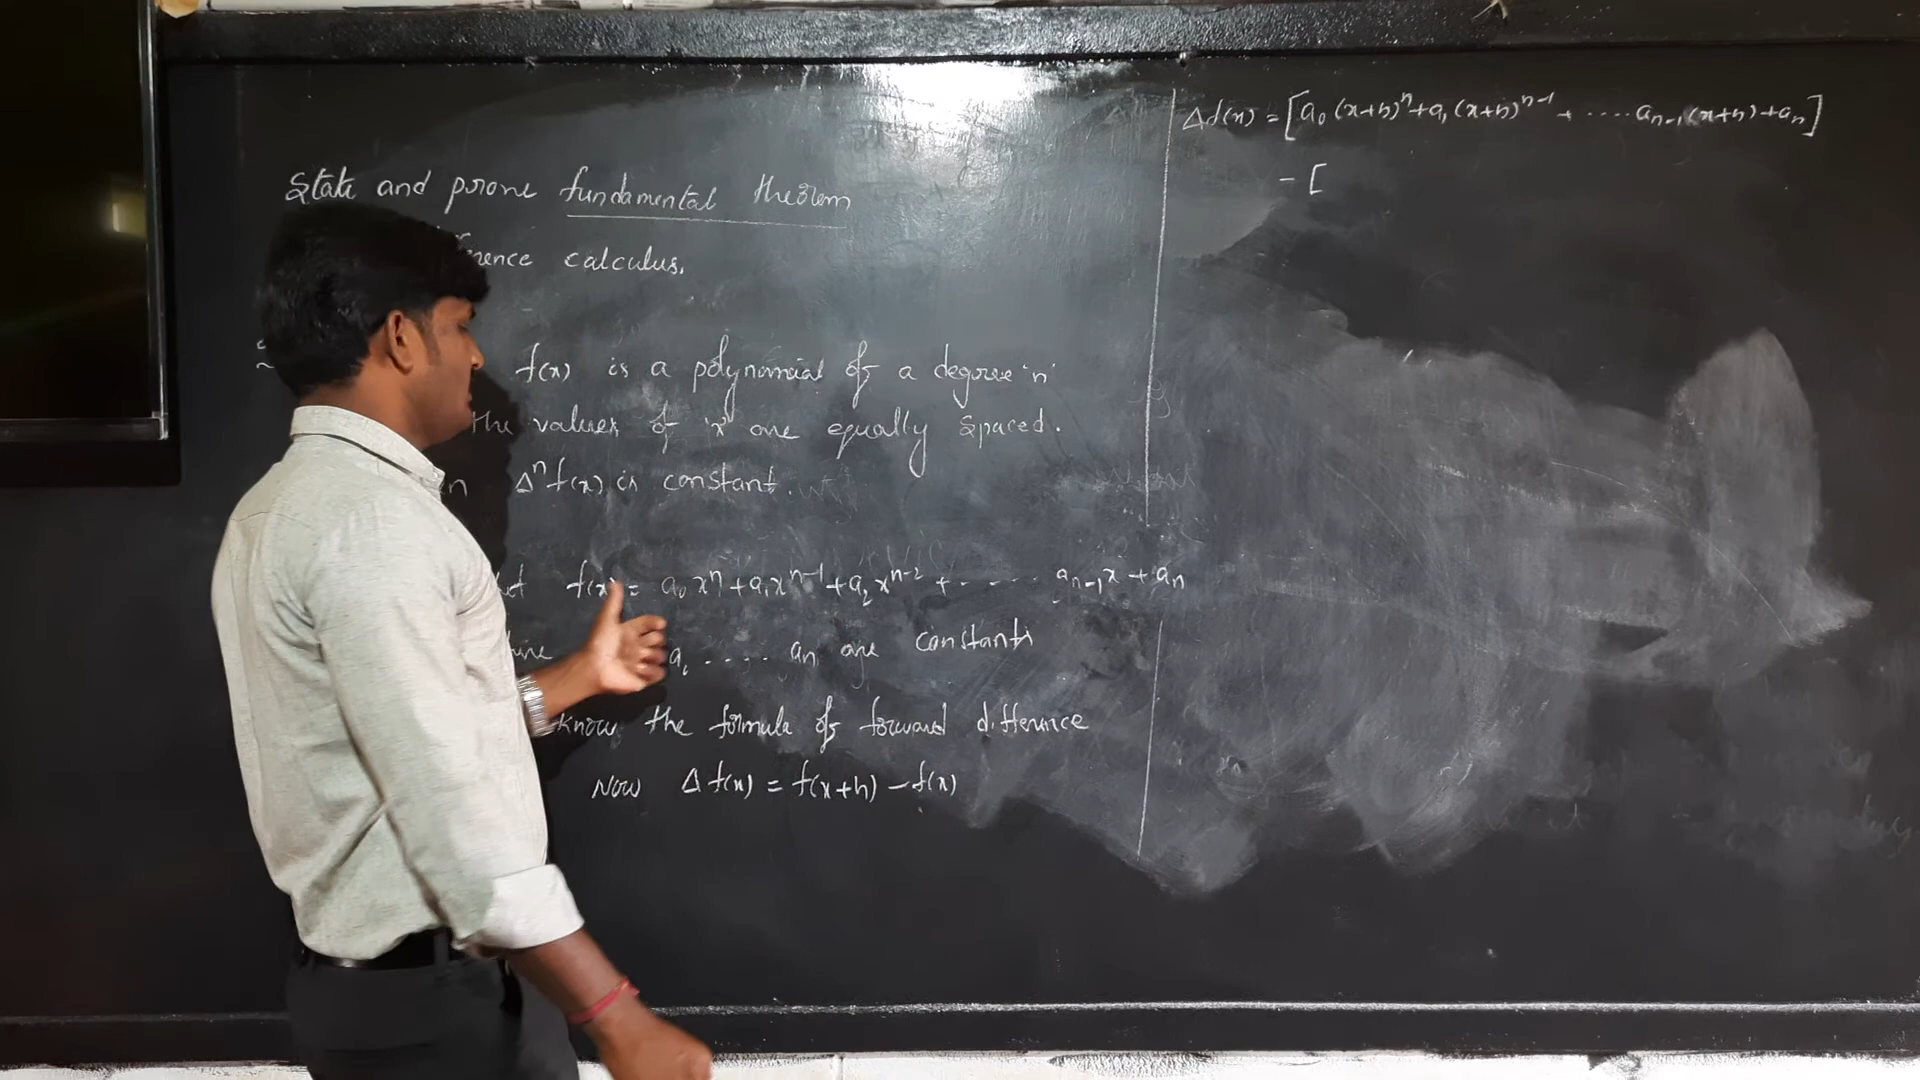 State and prove fundamental theorem
calculus.
f(x) is a polynomial of a degree 'n'
the values of 'x' are equally spaced.
Δⁿf(x) is constant.
f(x) = a₀xⁿ + a₁xⁿ⁻¹ + a₂xⁿ⁻² + ..... aₙ₋₁x + aₙ
a₁ ..... aₙ are constants
know the formula of forward difference
Now Δf(x) = f(x+h) − f(x)
Δf(x) = [a₀(x+h)ⁿ + a₁(x+h)ⁿ⁻¹ + ..... aₙ₋₁(x+h) + aₙ]
− [